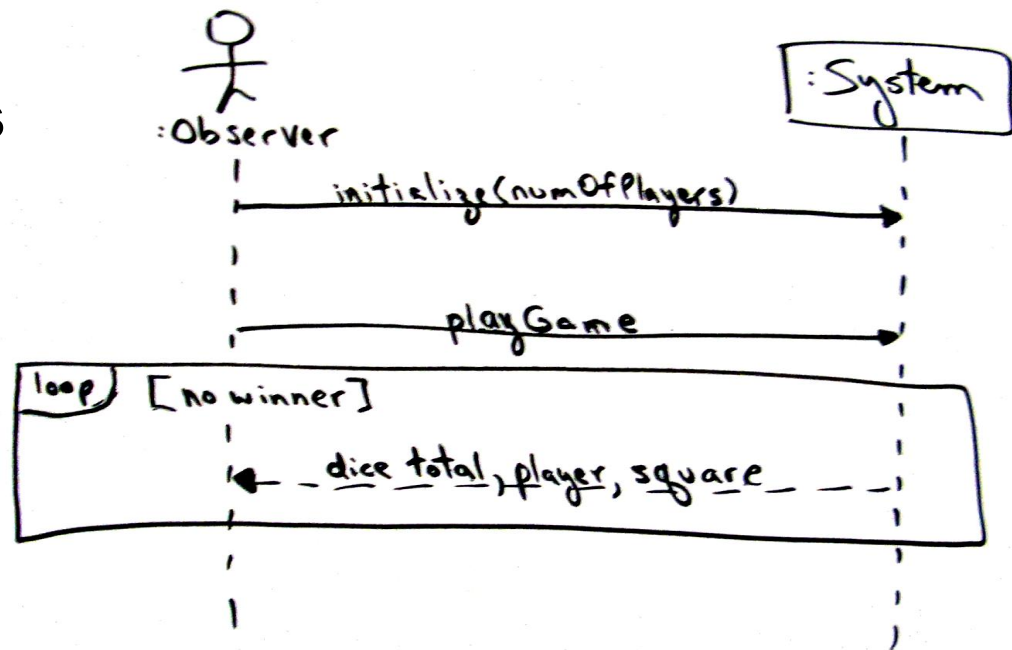 :System
:Observer
initialize(numOfPlayers)
playGame
loop [no winner]
dice total, player, square